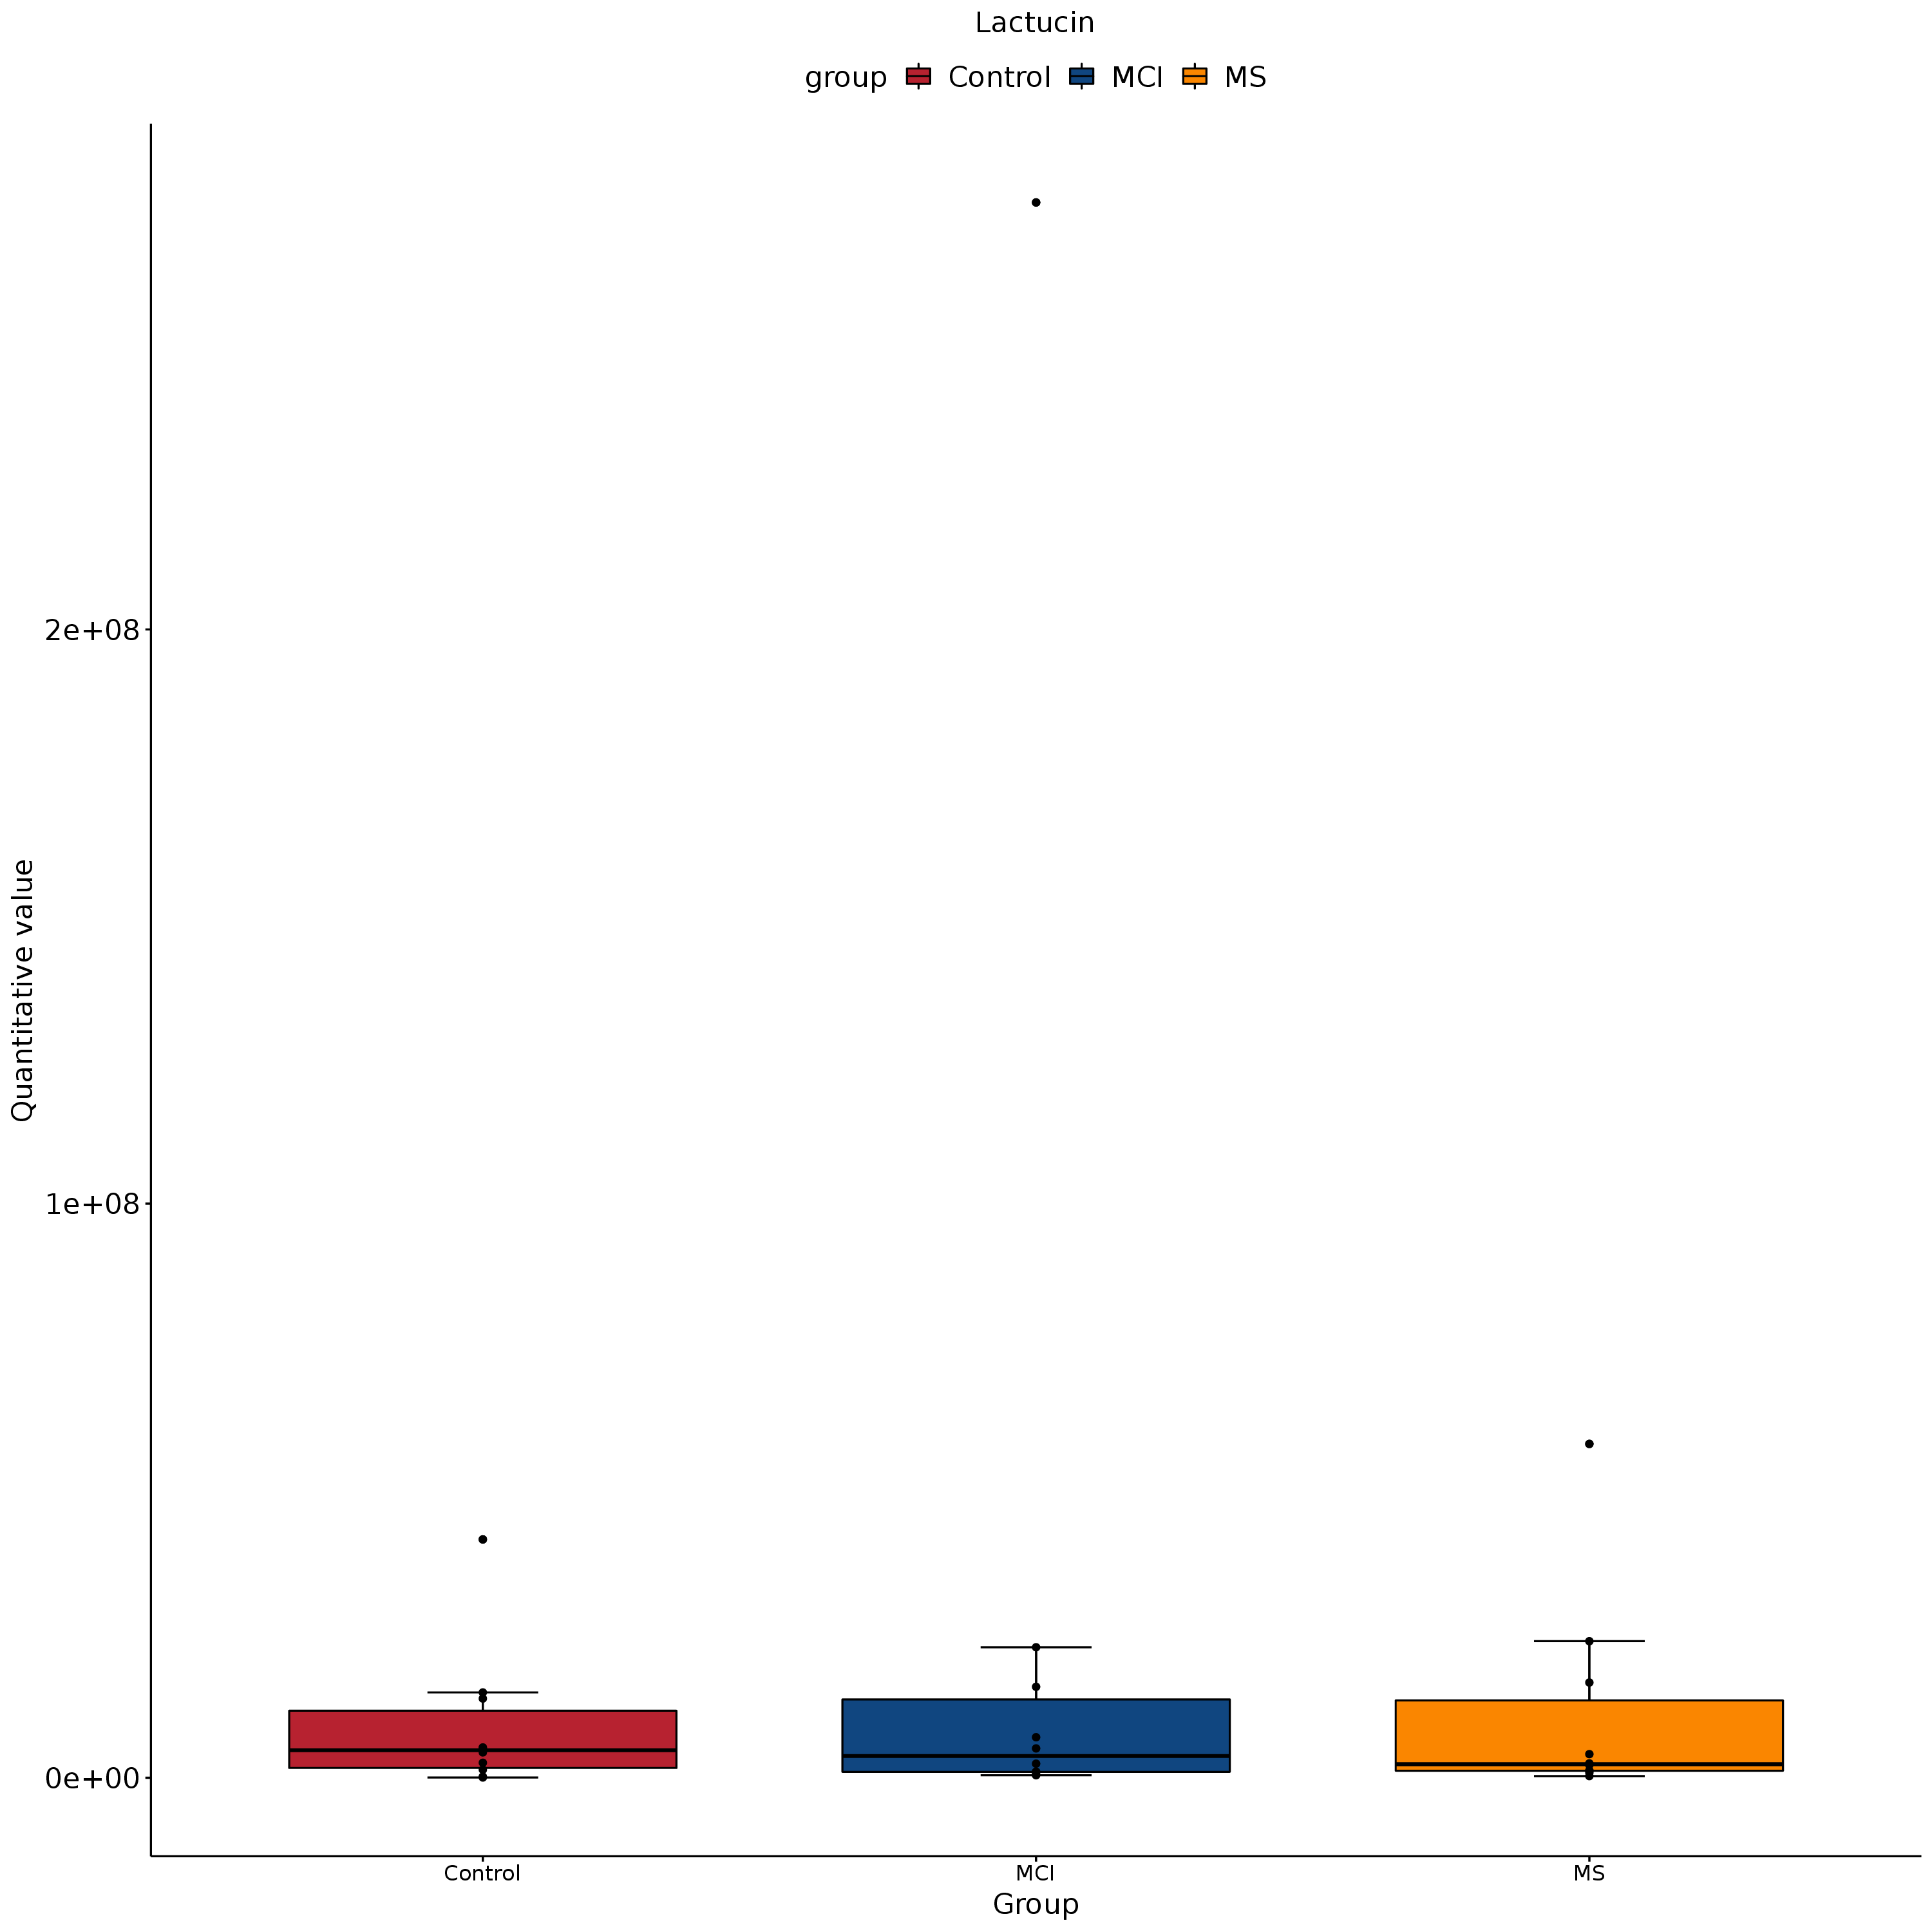 Lactucin
group Control MCI MS
Quantitative value
2e+08
1e+08
0e+00
Control MCI MS
Group